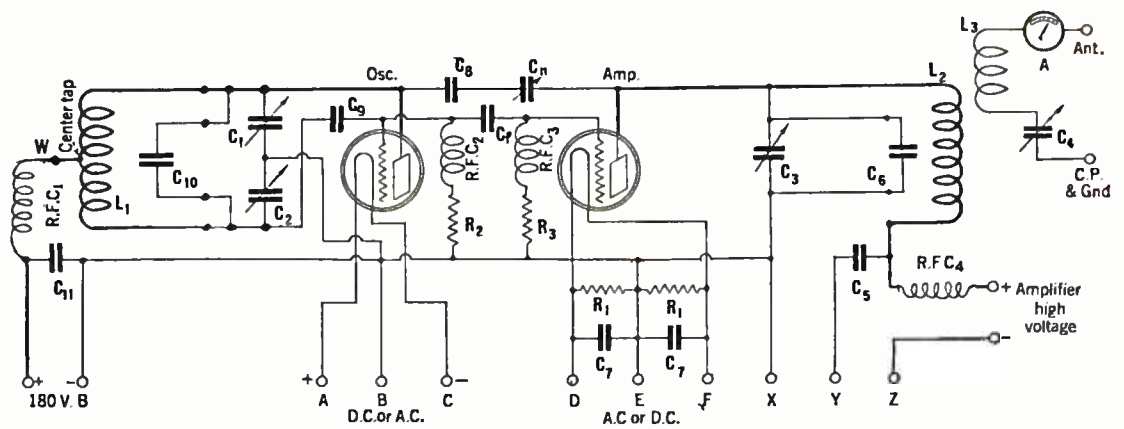 L3
A
Ant.
C4
C.P.
& Gnd
Center tap
W
R.F.C1
L1
C10
C1
C2
C11
Osc.
C9
C8
Cn
R.F.C2
Cf
R.F.C3
R2
R3
Amp.
C3
C6
L2
C5
R.F C4
+ Amplifier
high
voltage
-
R1
R1
C7
C7
+
-
180 V. B
+
A
B
C
-
D.C. or A.C.
D
E
F
A.C or D.C.
X
Y
Z